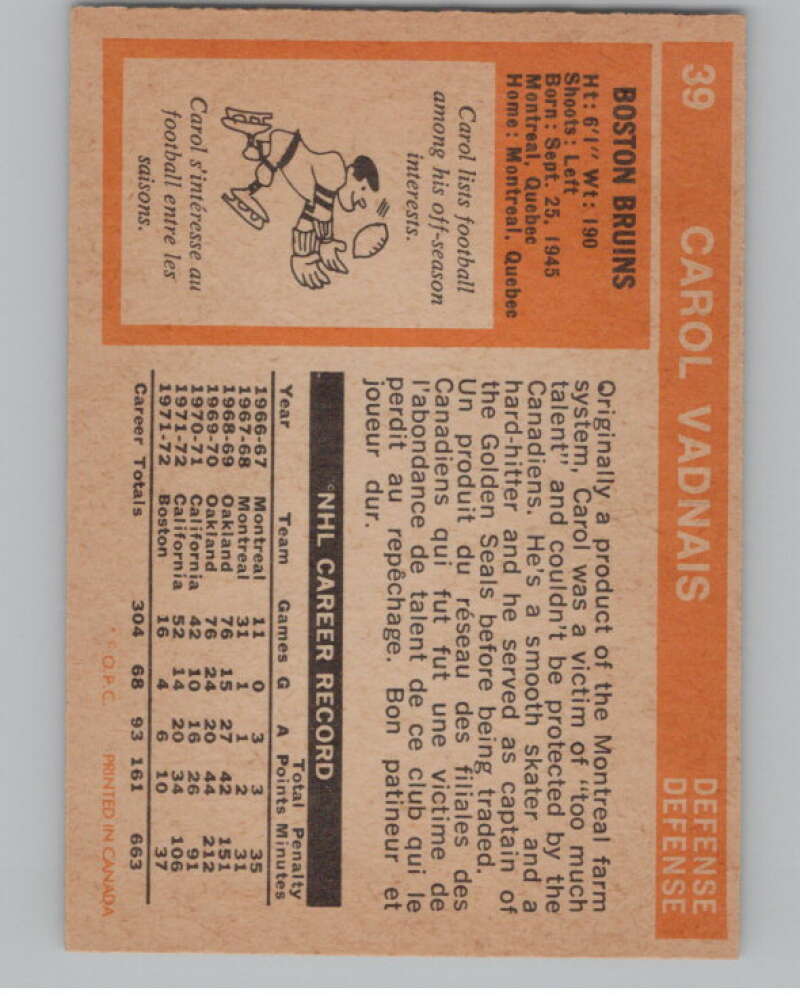 39 CAROL VADNAIS DEFENSE
DEFENSE
BOSTON BRUINS
Ht: 6'1" Wt: 190
Shoots: Left
Born: Sept. 25, 1945
Montreal, Quebec
Home: Montreal, Quebec
Carol lists football
among his off-season
interests.
Carol s'intéresse au
football entre les
saisons.
Originally a product of the Montreal farm
system, Carol was a victim of "too much
talent" and couldn't be protected by the
Canadiens. He's a smooth skater and a
hard-hitter and he served as captain of
the Golden Seals before being traded.
Un produit du réseau des filiales des
Canadiens qui fut fut une victime de
l'abondance de talent de ce club qui le
perdit au repêchage. Bon patineur et
joueur dur.
NHL CAREER RECORD
Total Penalty
Year Team Games G A Points Minutes
1966-67 Montreal 11 0 3 3 35
1967-68 Montreal 31 1 1 2 31
1968-69 Oakland 76 15 27 42 151
1969-70 Oakland 76 24 20 44 212
1970-71 California 42 10 16 26 91
1971-72 California 52 14 20 34 106
1971-72 Boston 16 4 6 10 37
Career Totals 304 68 93 161 663
* © O.P.C. PRINTED IN CANADA